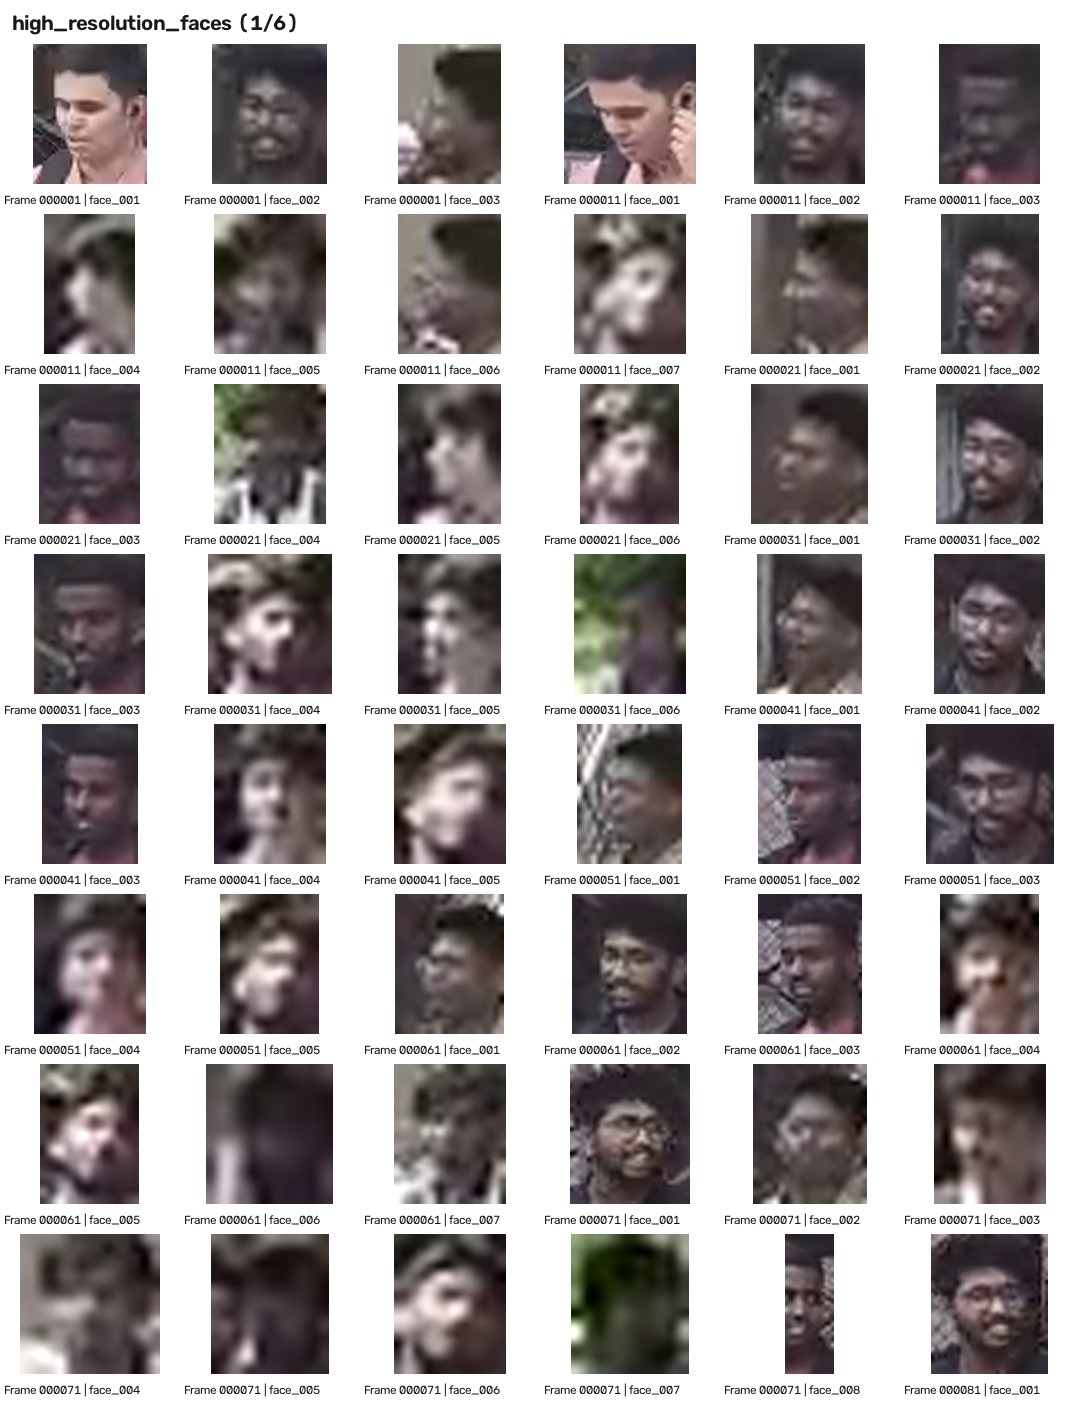 high_resolution_faces (1/6)
Frame 000001 | face_001
Frame 000001 | face_002
Frame 000001 | face_003
Frame 000011 | face_001
Frame 000011 | face_002
Frame 000011 | face_003
Frame 000011 | face_004
Frame 000011 | face_005
Frame 000011 | face_006
Frame 000011 | face_007
Frame 000021 | face_001
Frame 000021 | face_002
Frame 000021 | face_003
Frame 000021 | face_004
Frame 000021 | face_005
Frame 000021 | face_006
Frame 000031 | face_001
Frame 000031 | face_002
Frame 000031 | face_003
Frame 000031 | face_004
Frame 000031 | face_005
Frame 000031 | face_006
Frame 000041 | face_001
Frame 000041 | face_002
Frame 000041 | face_003
Frame 000041 | face_004
Frame 000041 | face_005
Frame 000051 | face_001
Frame 000051 | face_002
Frame 000051 | face_003
Frame 000051 | face_004
Frame 000051 | face_005
Frame 000061 | face_001
Frame 000061 | face_002
Frame 000061 | face_003
Frame 000061 | face_004
Frame 000061 | face_005
Frame 000061 | face_006
Frame 000061 | face_007
Frame 000071 | face_001
Frame 000071 | face_002
Frame 000071 | face_003
Frame 000071 | face_004
Frame 000071 | face_005
Frame 000071 | face_006
Frame 000071 | face_007
Frame 000071 | face_008
Frame 000081 | face_001